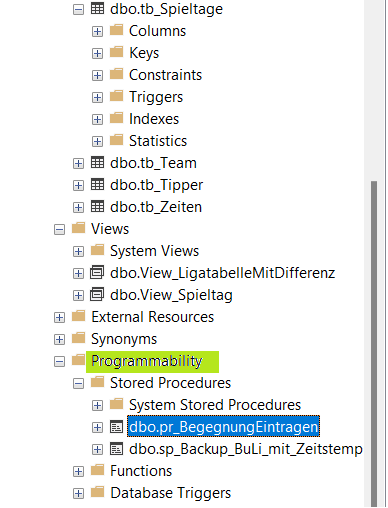 dbo.tb_Spieltage
Columns
Keys
Constraints
Triggers
Indexes
Statistics
dbo.tb_Team
dbo.tb_Tipper
dbo.tb_Zeiten
Views
System Views
dbo.View_LigatabelleMitDifferenz
dbo.View_Spieltag
External Resources
Synonyms
Programmability
Stored Procedures
System Stored Procedures
dbo.pr_BegegnungEintragen
dbo.sp_Backup_BuLi_mit_Zeitstemp
Functions
Database Triggers